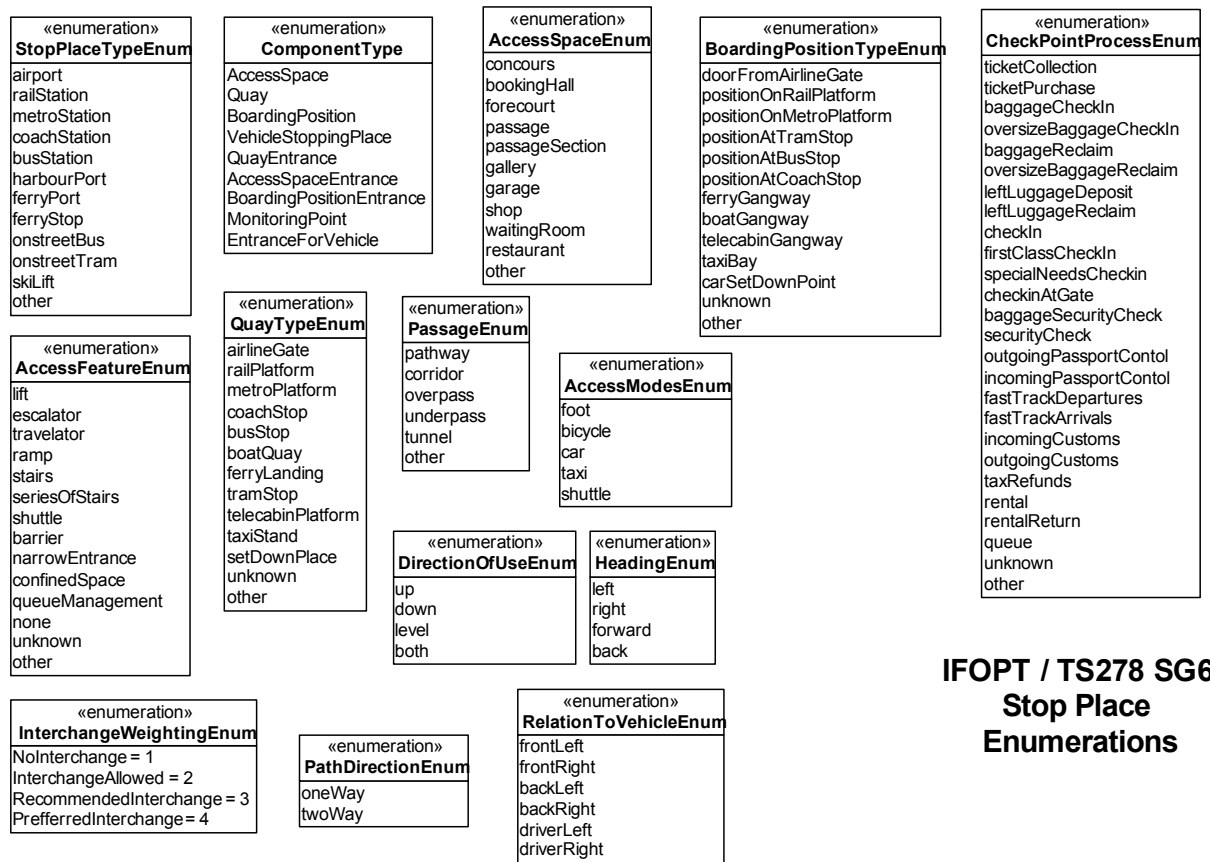 «enumeration»
StopPlaceTypeEnum
airport
railStation
metroStation
coachStation
busStation
harbourPort
ferryPort
ferryStop
onstreetBus
onstreetTram
skiLift
other
«enumeration»
ComponentType
AccessSpace
Quay
BoardingPosition
VehicleStoppingPlace
QuayEntrance
AccessSpaceEntrance
BoardingPositionEntrance
MonitoringPoint
EntranceForVehicle
«enumeration»
AccessSpaceEnum
concours
bookingHall
forecourt
passage
passageSection
gallery
garage
shop
waitingRoom
restaurant
other
«enumeration»
BoardingPositionTypeEnum
doorFromAirlineGate
positionOnRailPlatform
positionOnMetroPlatform
positionAtTramStop
positionAtBusStop
positionAtCoachStop
ferryGangway
boatGangway
telecabinGangway
taxiBay
carSetDownPoint
unknown
other
«enumeration»
CheckPointProcessEnum
ticketCollection
ticketPurchase
baggageCheckIn
oversizeBaggageCheckIn
baggageReclaim
oversizeBaggageReclaim
leftLuggageDeposit
leftLuggageReclaim
checkIn
firstClassCheckIn
specialNeedsCheckin
checkinAtGate
baggageSecurityCheck
securityCheck
outgoingPassportContol
incomingPassportContol
fastTrackDepartures
fastTrackArrivals
incomingCustoms
outgoingCustoms
taxRefunds
rental
rentalReturn
queue
unknown
other
«enumeration»
AccessFeatureEnum
lift
escalator
travelator
ramp
stairs
seriesOfStairs
shuttle
barrier
narrowEntrance
confinedSpace
queueManagement
none
unknown
other
«enumeration»
QuayTypeEnum
airlineGate
railPlatform
metroPlatform
coachStop
busStop
boatQuay
ferryLanding
tramStop
telecabinPlatform
taxiStand
setDownPlace
unknown
other
«enumeration»
PassageEnum
pathway
corridor
overpass
underpass
tunnel
other
«enumeration»
AccessModesEnum
foot
bicycle
car
taxi
shuttle
«enumeration»
DirectionOfUseEnum
up
down
level
both
«enumeration»
HeadingEnum
left
right
forward
back
«enumeration»
InterchangeWeightingEnum
NoInterchange = 1
InterchangeAllowed = 2
RecommendedInterchange = 3
PrefferredInterchange = 4
«enumeration»
PathDirectionEnum
oneWay
twoWay
«enumeration»
RelationToVehicleEnum
frontLeft
frontRight
backLeft
backRight
driverLeft
driverRight
IFOPT / TS278 SG6
Stop Place
Enumerations